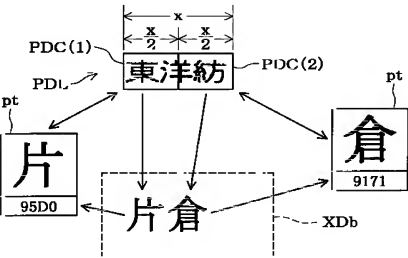 x
x/2 x/2
PDC(1)
東洋紡
PDC(2)
PDL
pt
片
95D0
pt
倉
9171
片倉
XDb